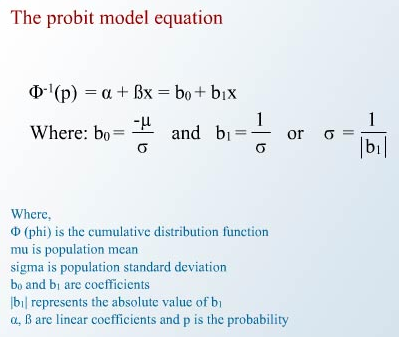 The probit model equation
Φ⁻¹(p) = α + ßx = b₀ + b₁x
Where: b₀ = -μ/σ and b₁ = 1/σ or σ = 1/|b₁|
Where,
Φ (phi) is the cumulative distribution function
mu is population mean
sigma is population standard deviation
b₀ and b₁ are coefficients
|b₁| represents the absolute value of b₁
α, ß are linear coefficients and p is the probability